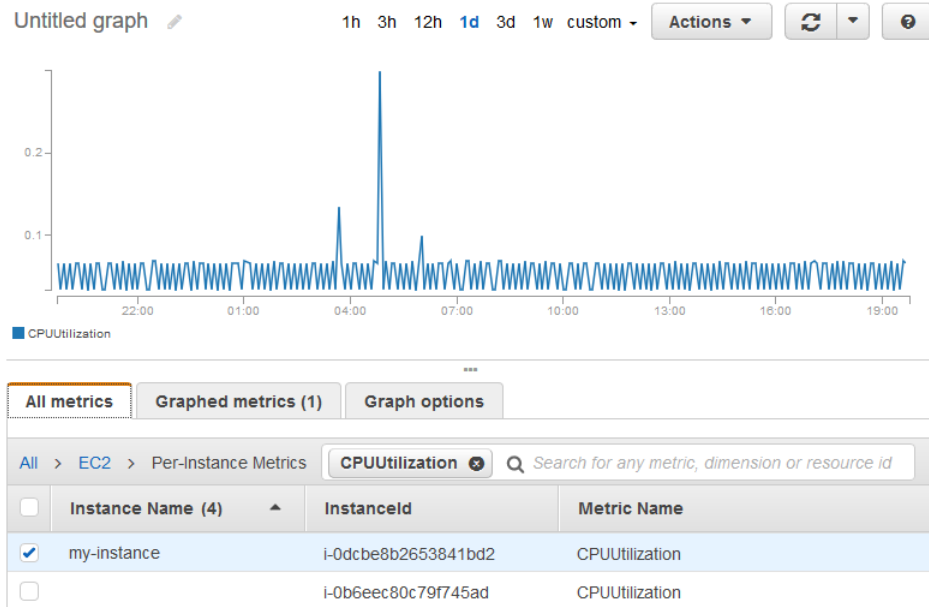 Untitled graph 1h 3h 12h 1d 3d 1w custom Actions
0.2
0.1
22:00 01:00 04:00 07:00 10:00 13:00 16:00 19:00
CPUUtilization
All metrics Graphed metrics (1) Graph options
All > EC2 > Per-Instance Metrics CPUUtilization Search for any metric, dimension or resource id
Instance Name (4) InstanceId Metric Name
my-instance i-0dcbe8b2653841bd2 CPUUtilization
i-0b6eec80c79f745ad CPUUtilization